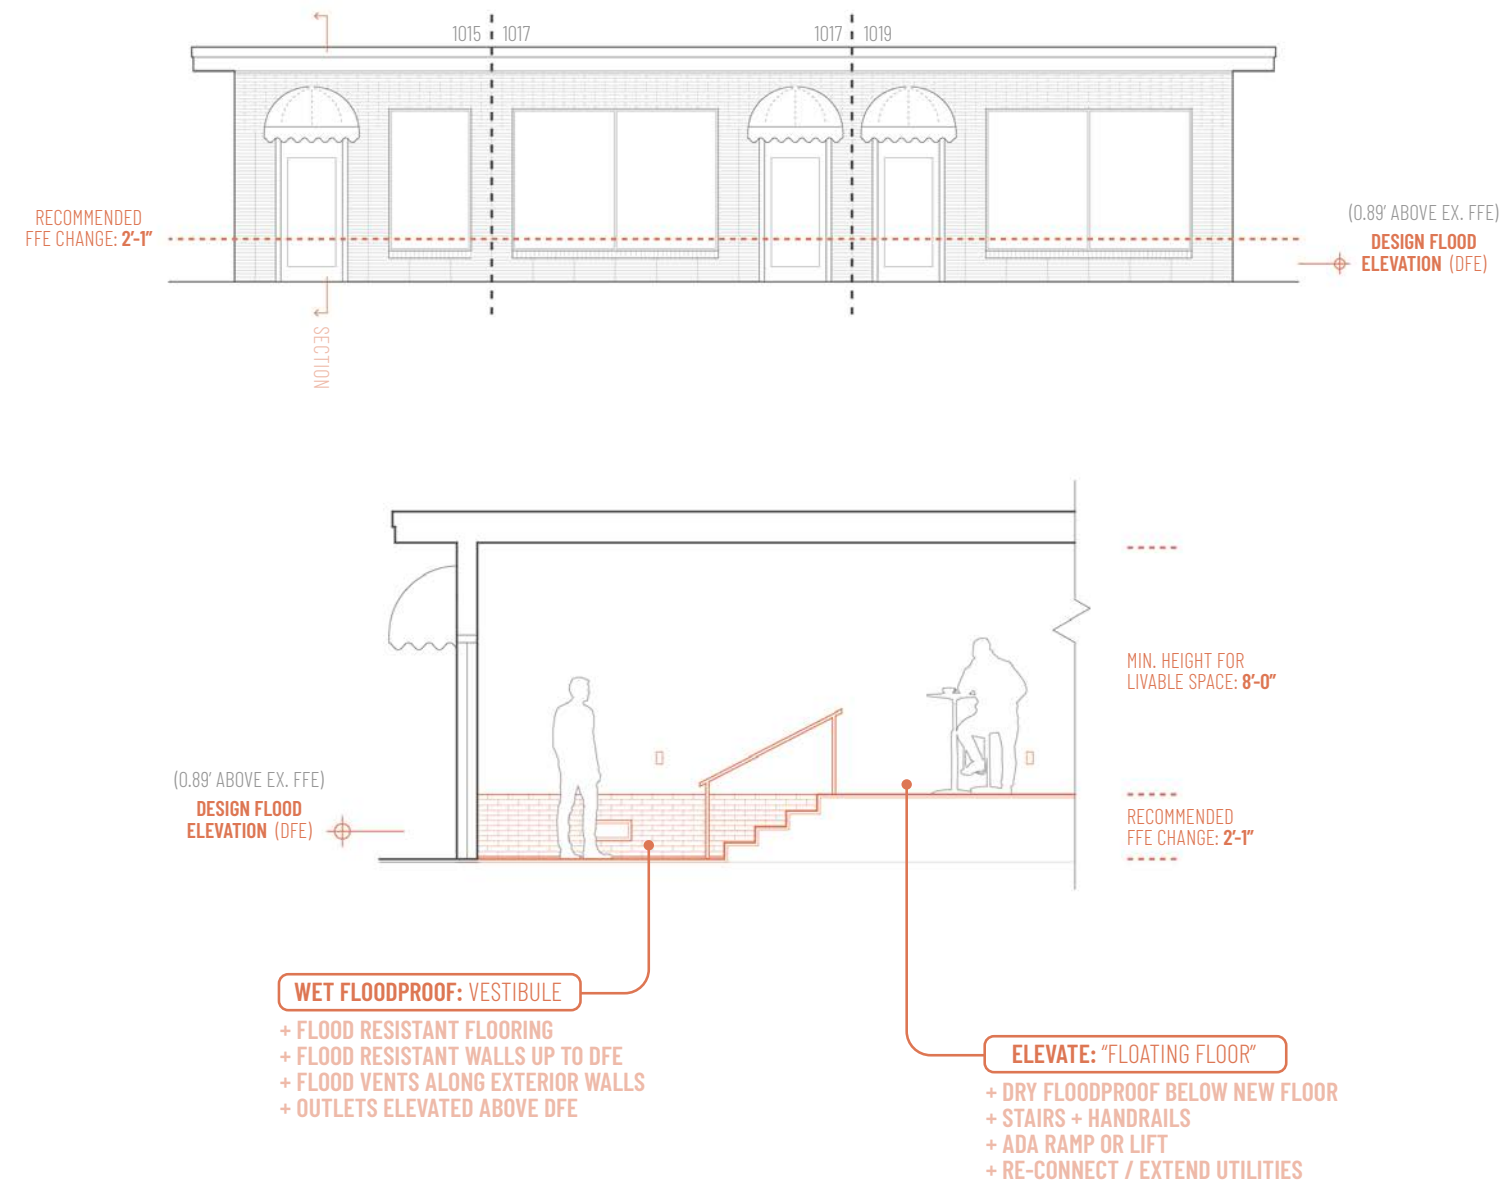 1015 1017
1017 1019
RECOMMENDED
FFE CHANGE: 2'-1"
(0.89' ABOVE EX. FFE)
DESIGN FLOOD
ELEVATION (DFE)
SECTION
MIN. HEIGHT FOR
LIVABLE SPACE: 8'-0"
(0.89' ABOVE EX. FFE)
DESIGN FLOOD
ELEVATION (DFE)
RECOMMENDED
FFE CHANGE: 2'-1"
WET FLOODPROOF: VESTIBULE
+ FLOOD RESISTANT FLOORING
+ FLOOD RESISTANT WALLS UP TO DFE
+ FLOOD VENTS ALONG EXTERIOR WALLS
+ OUTLETS ELEVATED ABOVE DFE
ELEVATE: "FLOATING FLOOR"
+ DRY FLOODPROOF BELOW NEW FLOOR
+ STAIRS + HANDRAILS
+ ADA RAMP OR LIFT
+ RE-CONNECT / EXTEND UTILITIES